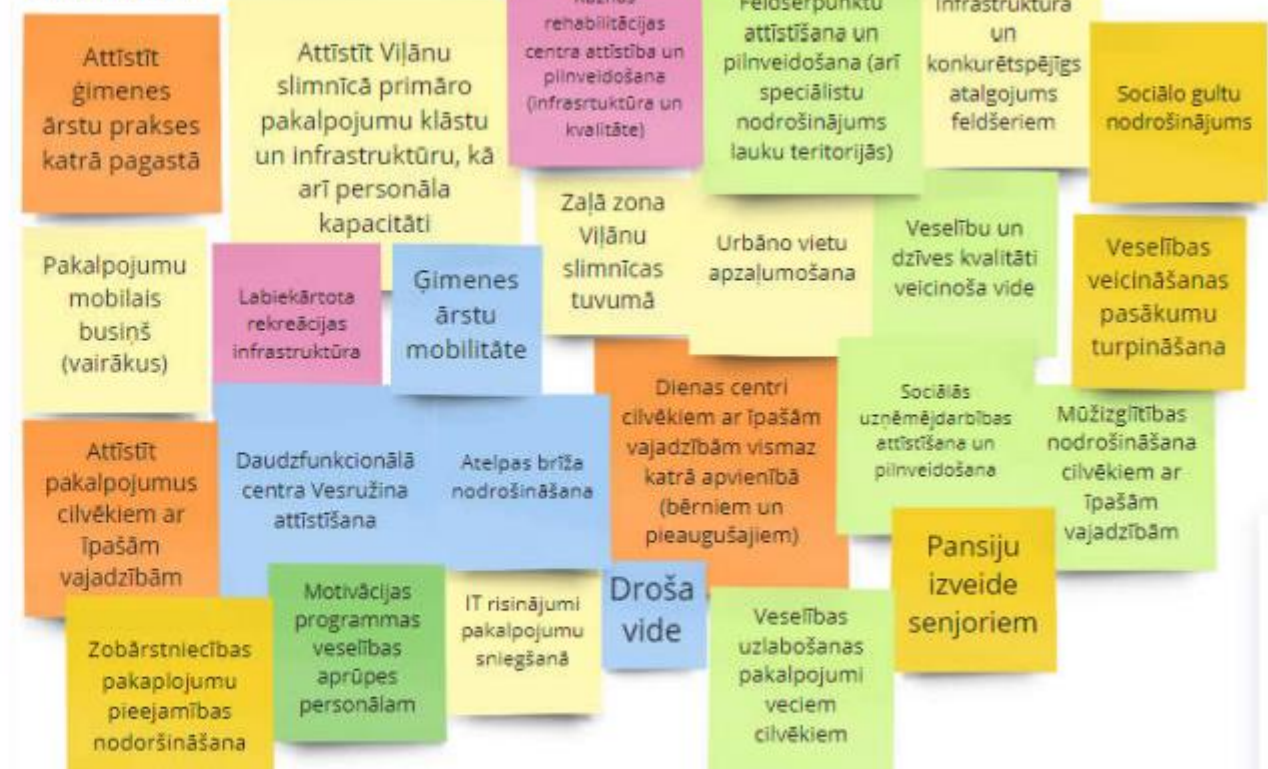 Attīstīt
ģimenes
ārstu prakses
katrā pagastā
Attīstīt Viļānu
slimnīcā primāro
pakalpojumu klāstu
un infrastruktūru, kā
arī personāla
kapacitāti
rehabilitācijas
centra attīstība un
pilnveidošana
(infrasrtuktūra un
kvalitāte)
Feldšerpunktu
attīstīšana un
pilnveidošana (arī
speciālistu
nodrošinājums
lauku teritorijās)
infrastruktūra
un
konkurētspējīgs
atalgojums
feldšeriem
Sociālo gultu
nodrošinājums
Pakalpojumu
mobilais
busiņš
(vairākus)
Labiekārtota
rekreācijas
infrastruktūra
Ģimenes
ārstu
mobilitāte
Zaļā zona
Viļānu
slimnīcas
tuvumā
Urbāno vietu
apzaļumošana
Veselību un
dzīves kvalitāti
veicinoša vide
Veselības
veicināšanas
pasākumu
turpināšana
Attīstīt
pakalpojumus
cilvēkiem ar
īpašām
vajadzībām
Daudzfunkcionālā
centra Vesružina
attīstīšana
Atelpas brīža
nodrošināšana
Dienas centri
cilvēkiem ar īpašām
vajadzībām vismaz
katrā apvienībā
(bērniem un
pieaugušajiem)
Sociālās
uzņēmējdarbības
attīstīšana un
pilnveidošana
Mūžizglītības
nodrošināšana
cilvēkiem ar
īpašām
vajadzībām
Zobārstniecības
pakaplojumu
pieejamības
nodoršināšana
Motivācijas
programmas
veselības
aprūpes
personālam
IT risinājumi
pakalpojumu
sniegšanā
Droša
vide
Veselības
uzlabošanas
pakalpojumi
veciem
cilvēkiem
Pansiju
izveide
senjoriem